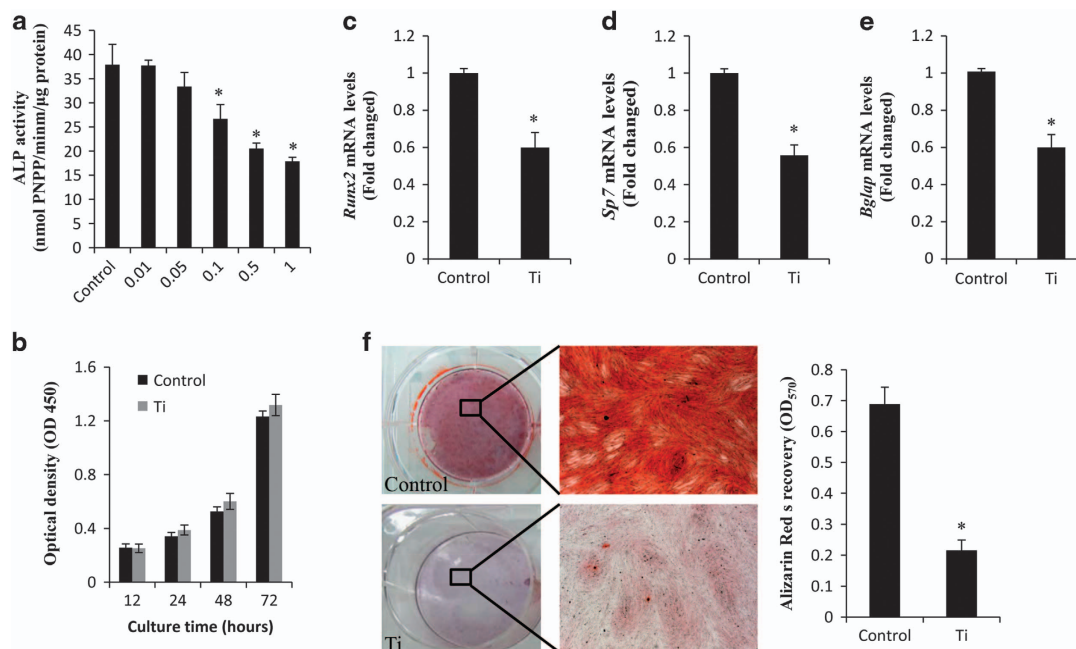 a
ALP activity
(nmol PNPP/minm/μg protein)
45
40
35
30
25
20
15
10
5
0
*
*
*
Control
0.01
0.05
0.1
0.5
1
c
Runx2 mRNA levels
(Fold changed)
1.2
1
0.8
0.6
0.4
0.2
0
*
Control
Ti
d
Sp7 mRNA levels
(Fold changed)
1.2
1
0.8
0.6
0.4
0.2
0
*
Control
Ti
e
Bglap mRNA levels
(Fold changed)
1.2
1
0.8
0.6
0.4
0.2
0
*
Control
Ti
b
Optical density (OD 450)
1.6
1.2
0.8
0.4
0
Control
Ti
12
24
48
72
Culture time (hours)
f
Control
Ti
Alizarin Red s recovery (OD570)
0.8
0.7
0.6
0.5
0.4
0.3
0.2
0.1
0
*
Control
Ti